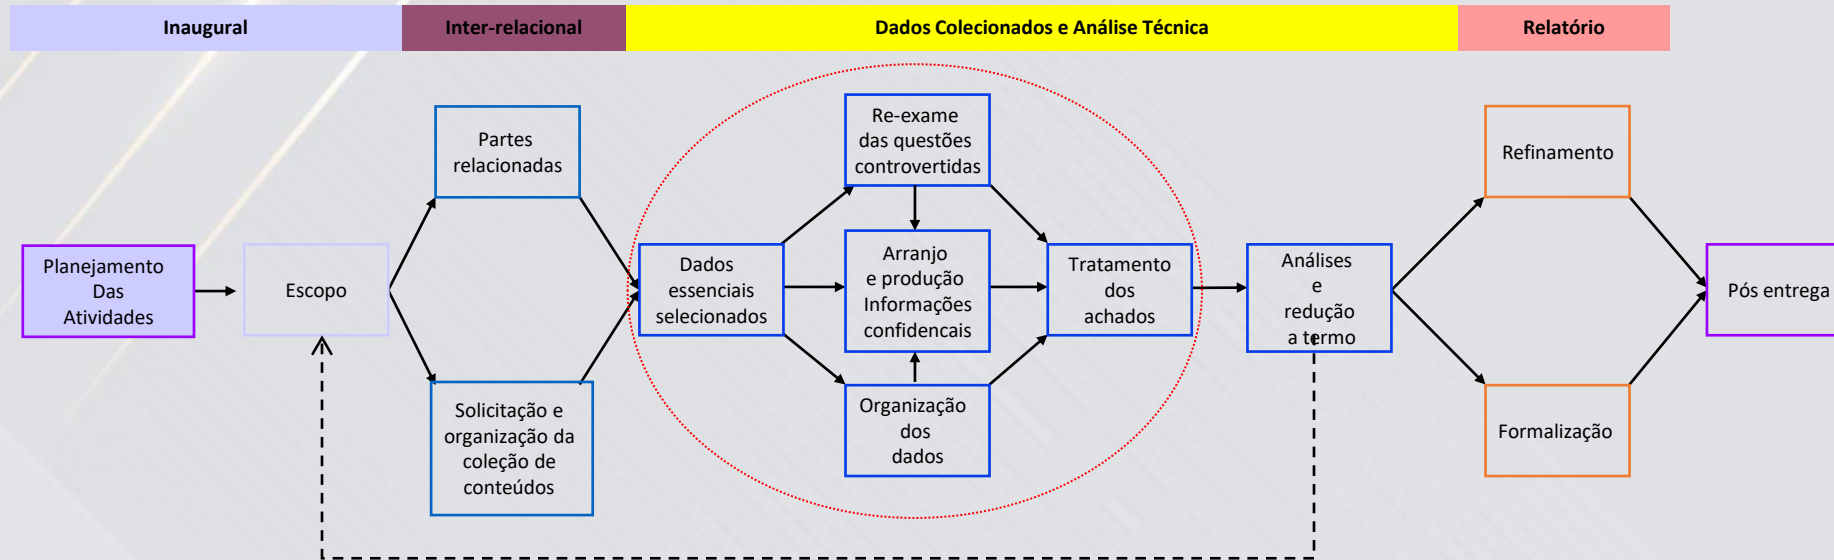 Inaugural
Inter-relacional
Dados Colecionados e Análise Técnica
Relatório
Planejamento
Das
Atividades
Escopo
Partes
relacionadas
Solicitação e
organização da
coleção de
conteúdos
Dados
essenciais
selecionados
Re-exame
das questões
controvertidas
Arranjo
e produção
Informações
confidencais
Organização
dos
dados
Tratamento
dos
achados
Análises
e
redução
a termo
Refinamento
Formalização
Pós entrega